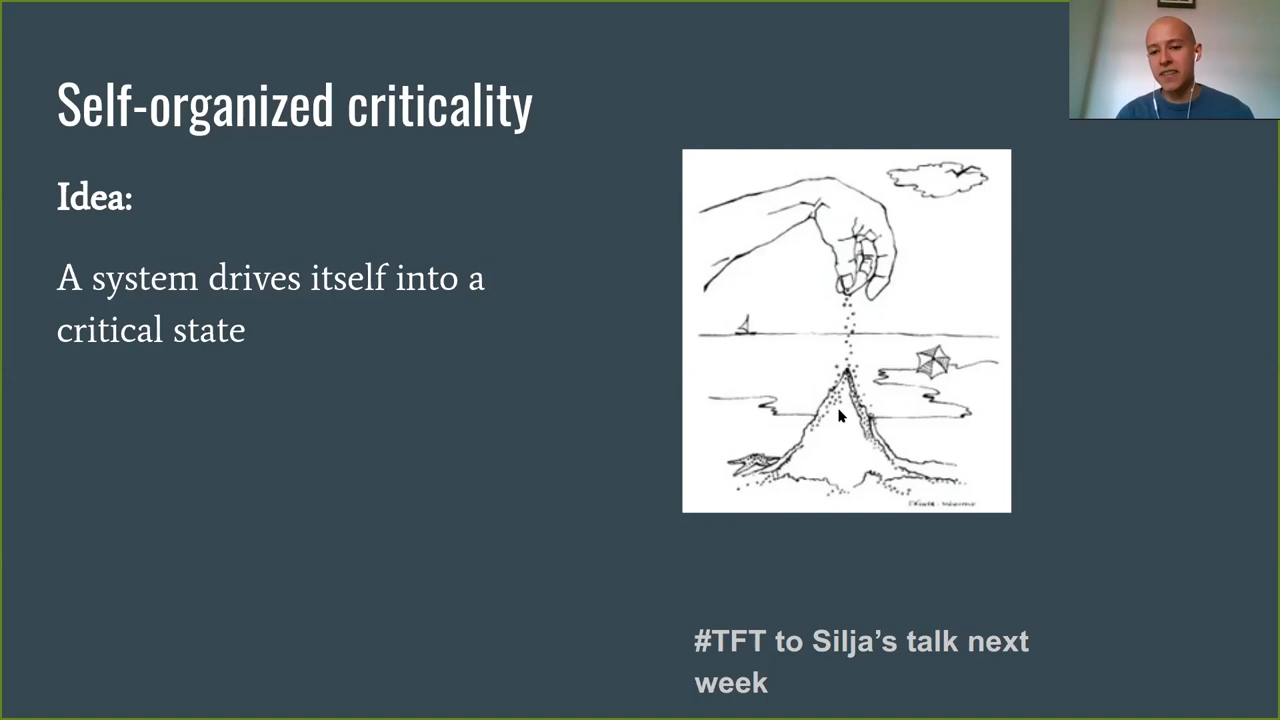 Self-organized criticality
Idea:
A system drives itself into a
critical state
#TFT to Silja’s talk next
week